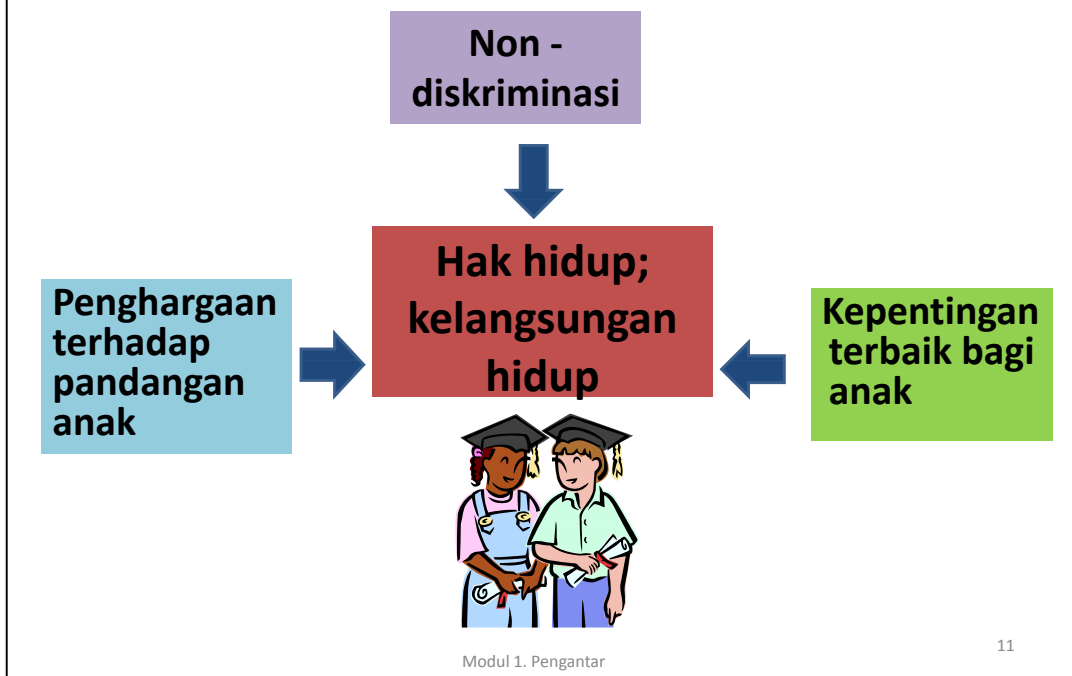 Non -
diskriminasi
Hak hidup;
kelangsungan
hidup
Penghargaan
terhadap
pandangan
anak
Kepentingan
terbaik bagi
anak
Modul 1. Pengantar
11